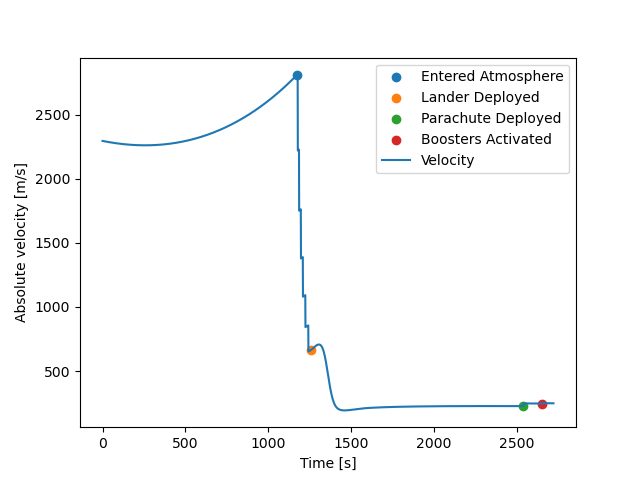 Entered Atmosphere
Lander Deployed
Parachute Deployed
Boosters Activated
Velocity
Absolute velocity [m/s]
2500
2000
1500
1000
500
0 500 1000 1500 2000 2500
Time [s]